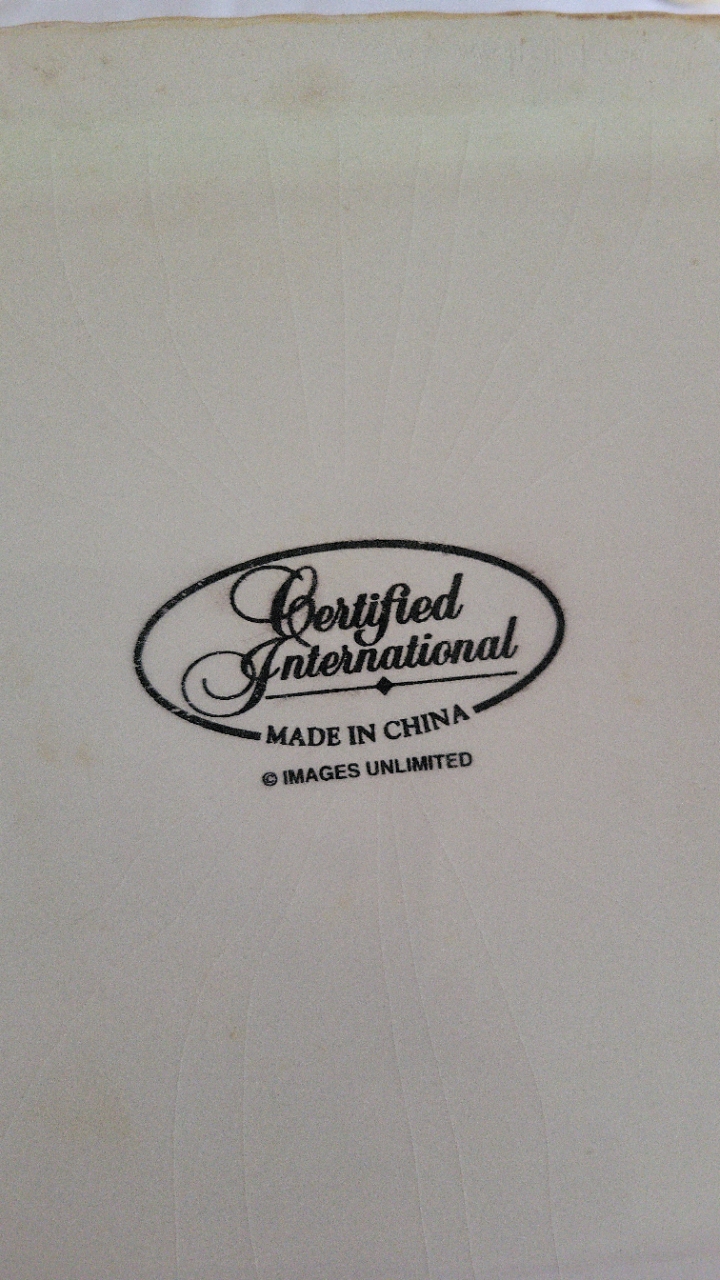 Certified
International
MADE IN CHINA
© IMAGES UNLIMITED